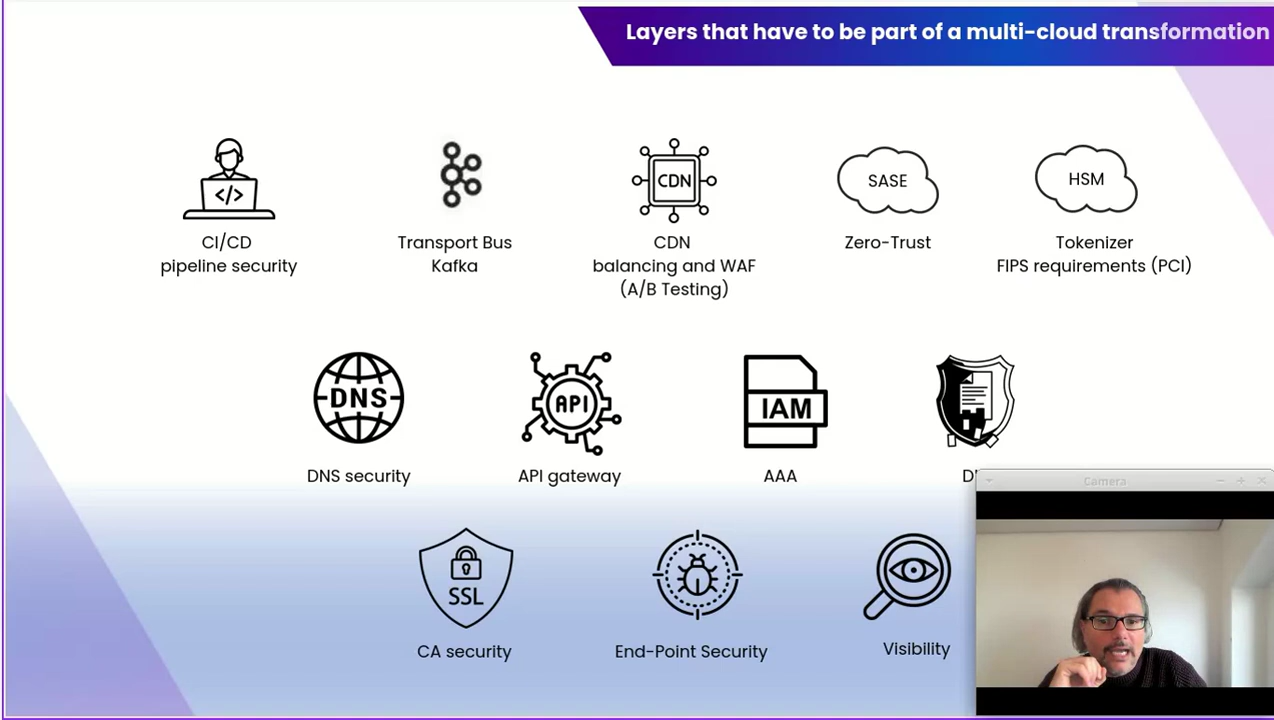 Layers that have to be part of a multi-cloud transformation
</>
CDN
SASE
HSM
CI/CD
pipeline security
Transport Bus
Kafka
CDN
balancing and WAF
(A/B Testing)
Zero-Trust
Tokenizer
FIPS requirements (PCI)
DNS
API
IAM
DNS security
API gateway
AAA
Camera
SSL
CA security
End-Point Security
Visibility